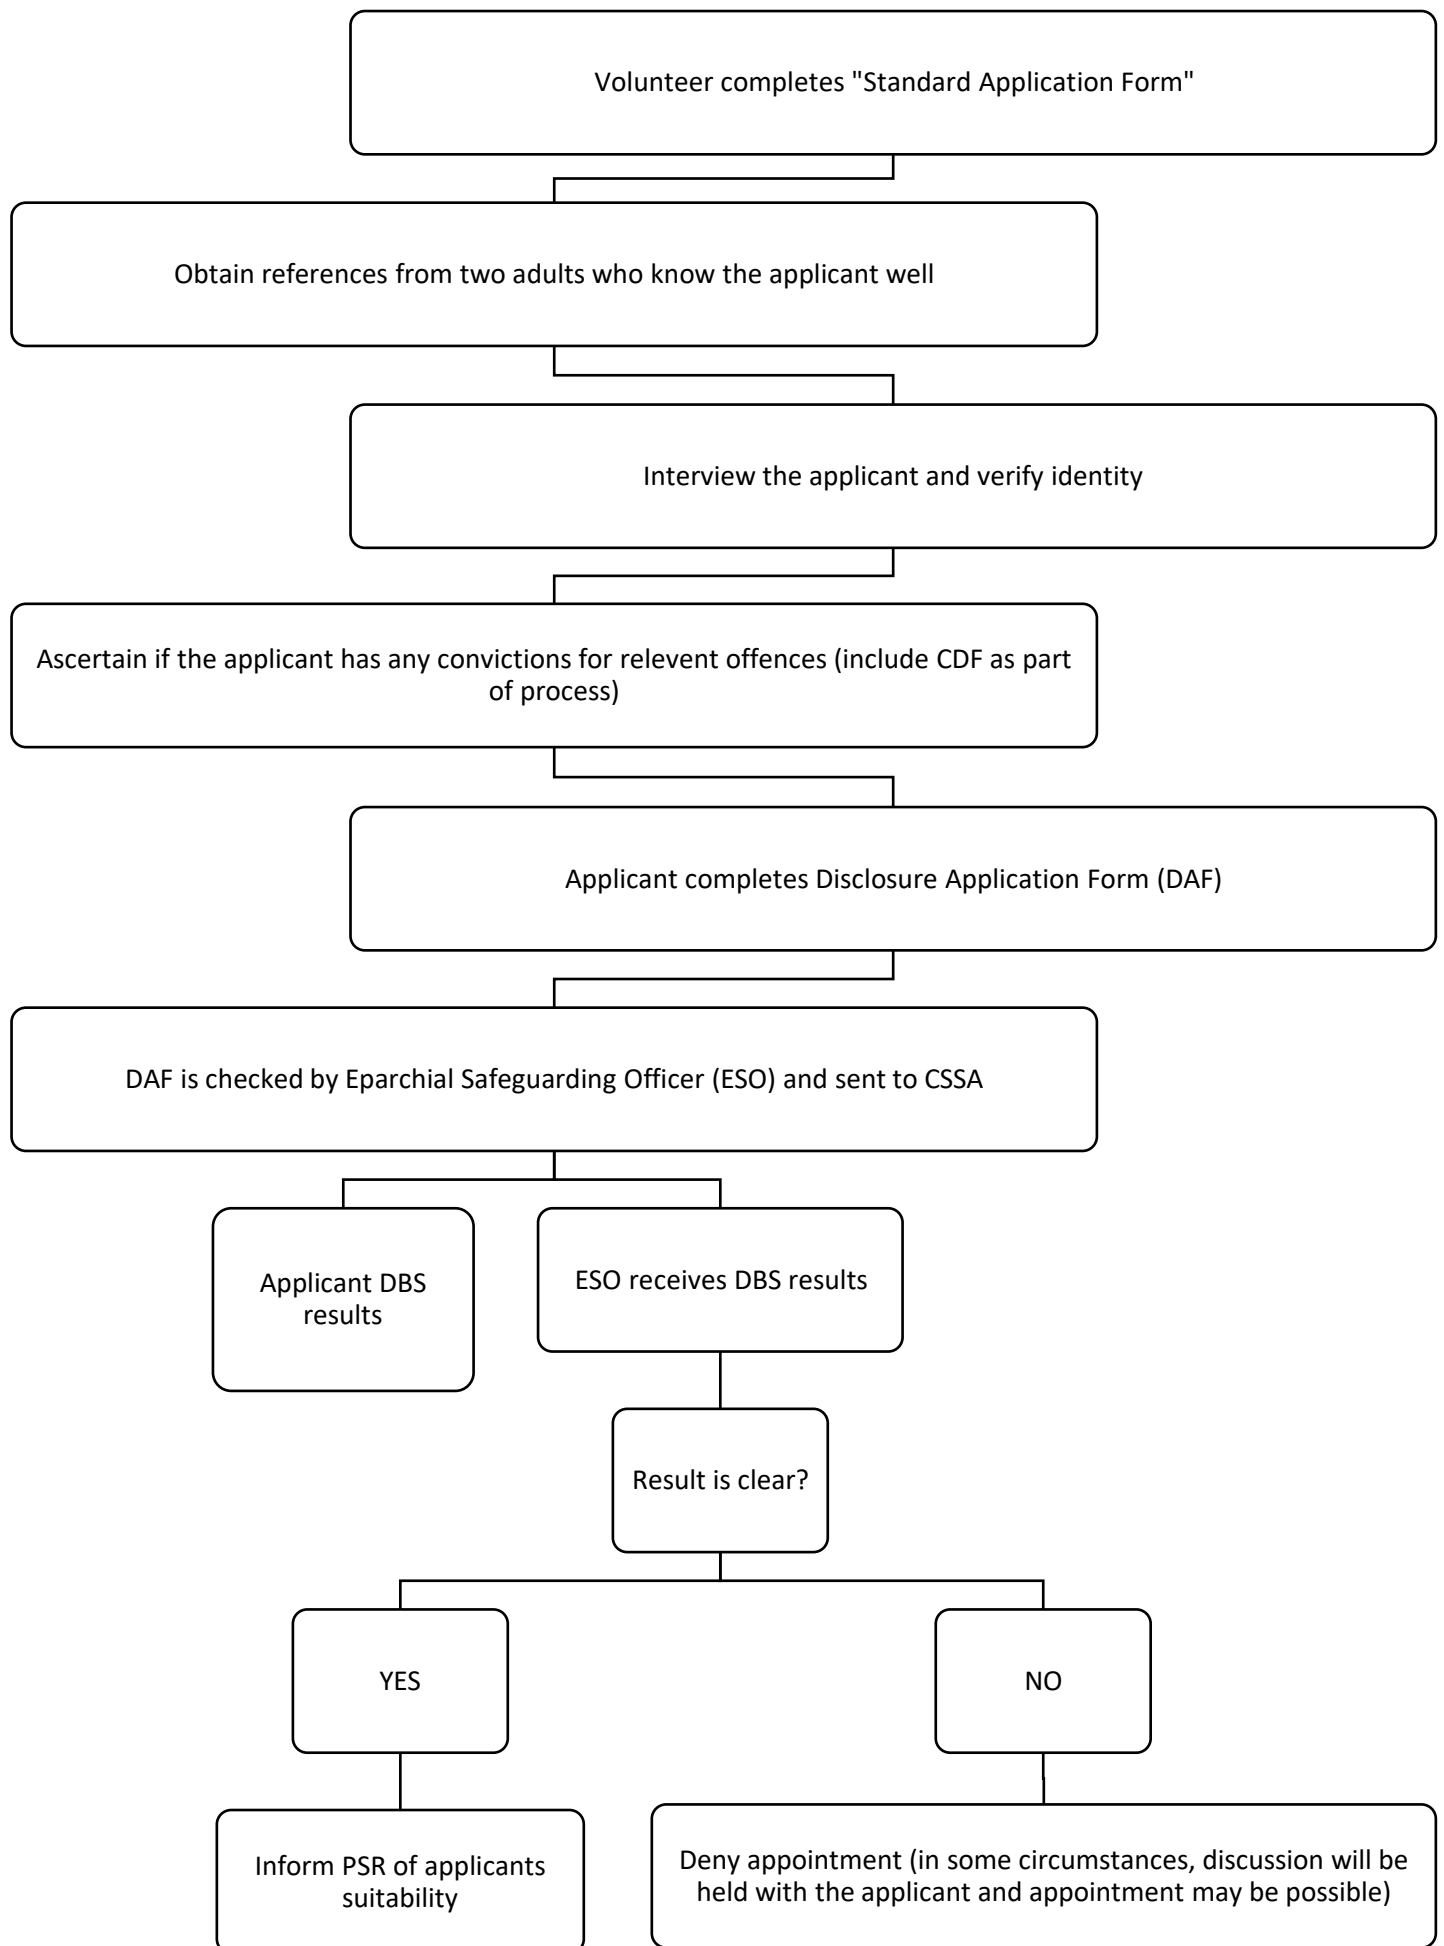 Volunteer completes "Standard Application Form"
Obtain references from two adults who know the applicant well
Interview the applicant and verify identity
Ascertain if the applicant has any convictions for relevent offences (include CDF as part
of process)
Applicant completes Disclosure Application Form (DAF)
DAF is checked by Eparchial Safeguarding Officer (ESO) and sent to CSSA
Applicant DBS
results
ESO receives DBS results
Result is clear?
YES
NO
Inform PSR of applicants
suitability
Deny appointment (in some circumstances, discussion will be
held with the applicant and appointment may be possible)